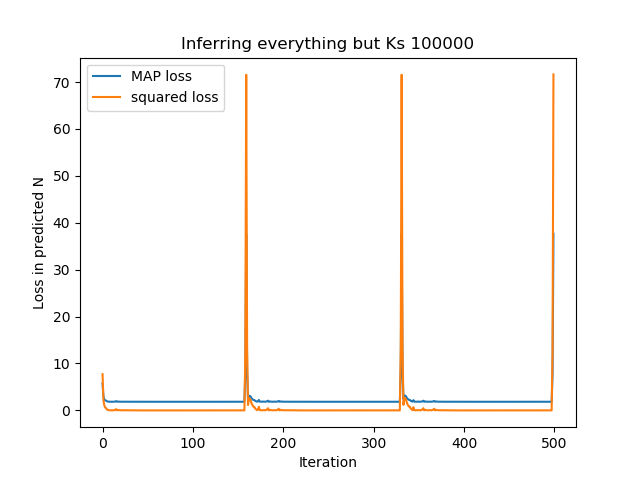 Inferring everything but Ks 100000
MAP loss
squared loss
Loss in predicted N
70
60
50
40
30
20
10
0
0 100 200 300 400 500
Iteration